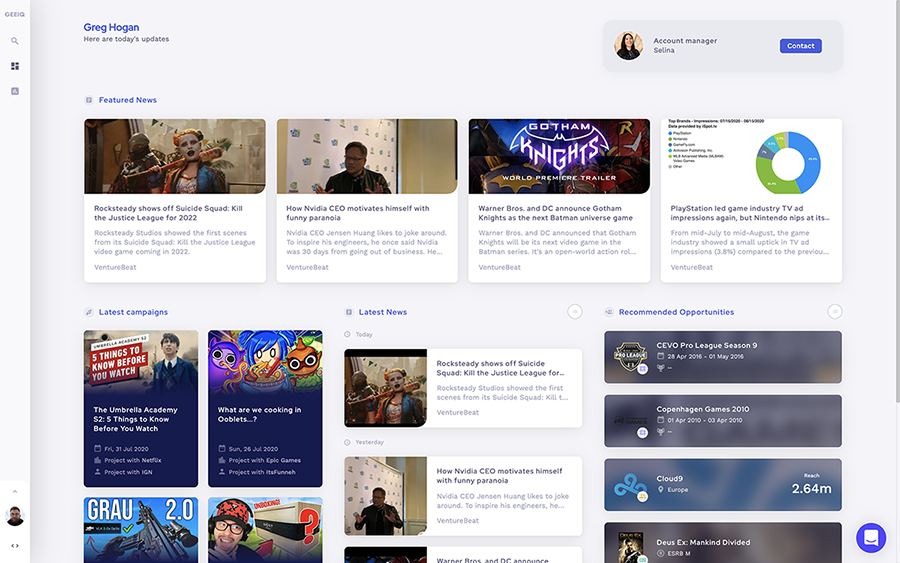 GEEIQ
Greg Hogan
Here are today's updates
Account manager
Selina
Contact
Featured News
GOTHAM
KNIGHTS
WORLD PREMIERE TRAILER
Top Brands - Impressions: 07/15/2020 - 08/15/2020
Data provided by iSpot.tv
PlayStation
Nintendo
GameFly.com
Activision Publishing, Inc.
MLB Advanced Media (MLBAM)
Video Games
Other
Rocksteady shows off Suicide Squad: Kill
the Justice League for 2022
Rocksteady Studios showed the first scenes
from its Suicide Squad: Kill the Justice League
video game coming in 2022.
VentureBeat
How Nvidia CEO motivates himself with
funny paranoia
Nvidia CEO Jensen Huang likes to joke around.
To inspire his engineers, he once said Nvidia
was 30 days from going out of business. He...
VentureBeat
Warner Bros. and DC announce Gotham
Knights as the next Batman universe game
Warner Bros. and DC announced that Gotham
Knights will be its next video game in the
Batman series. It's an open-world action rol...
VentureBeat
PlayStation led game industry TV ad
impressions again, but Nintendo nips at its...
From mid-July to mid-August, the game
industry showed a small uptick in TV ad
impressions (3.8%) compared to the previou...
VentureBeat
Latest campaigns
UMBRELLA ACADEMY S2
5 THINGS TO
KNOW BEFORE
YOU WATCH
The Umbrella Academy
S2: 5 Things to Know
Before You Watch
Fri, 31 Jul 2020
Project with Netflix
Project with IGN
What are we cooking in
Ooblets...?
Sun, 26 Jul 2020
Project with Epic Games
Project with ItsFunneh
GRAU 2.0
UNBOXING!
?
Latest News
Today
Rocksteady shows off Suicide
Squad: Kill the Justice League for...
Rocksteady Studios showed the first
scenes from its Suicide Squad: Kill t...
VentureBeat
Yesterday
How Nvidia CEO motivates himself
with funny paranoia
Nvidia CEO Jensen Huang likes to joke
around. To inspire his engineers, he...
VentureBeat
Warner Bros. and DC announce
Recommended Opportunities
PRO LEAGUE
CEVO Pro League Season 9
28 Apr 2016 - 01 May 2016
--
Copenhagen Games 2010
01 Apr 2010 - 03 Apr 2010
--
Cloud9
Europe
Reach
2.64m
Deus Ex: Mankind Divided
ESRB M